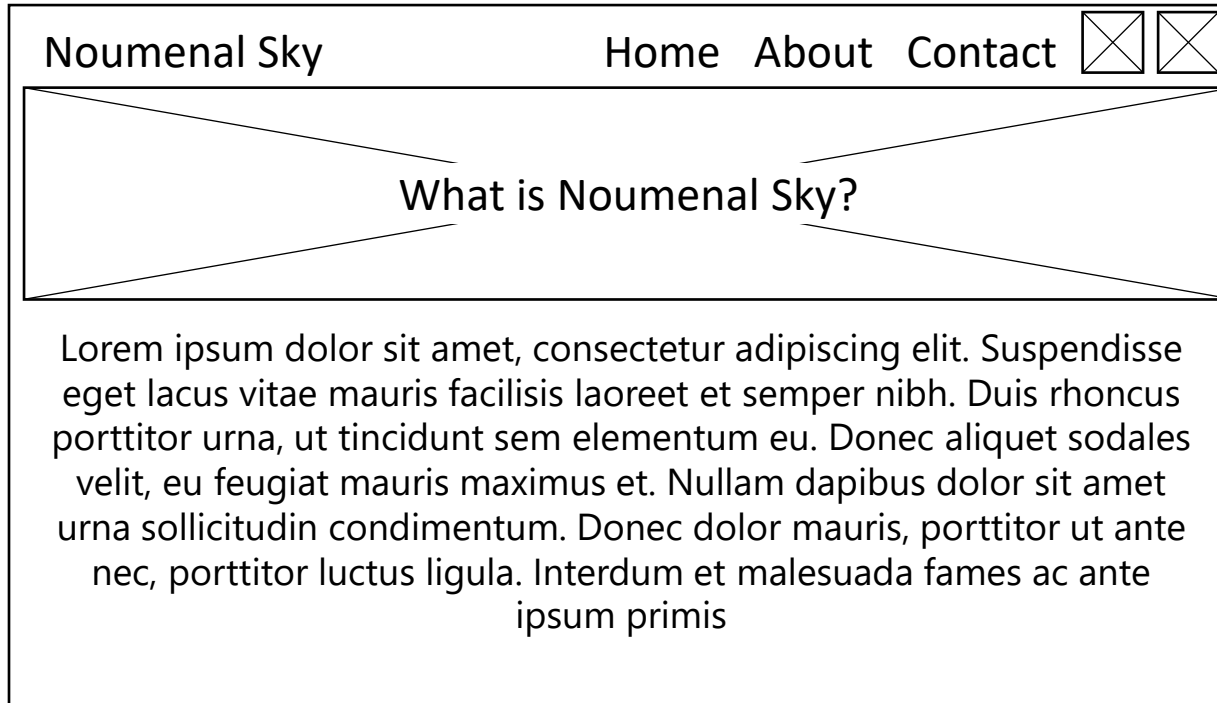 Noumenal Sky Home About Contact
What is Noumenal Sky?
Lorem ipsum dolor sit amet, consectetur adipiscing elit. Suspendisse
eget lacus vitae mauris facilisis laoreet et semper nibh. Duis rhoncus
porttitor urna, ut tincidunt sem elementum eu. Donec aliquet sodales
velit, eu feugiat mauris maximus et. Nullam dapibus dolor sit amet
urna sollicitudin condimentum. Donec dolor mauris, porttitor ut ante
nec, porttitor luctus ligula. Interdum et malesuada fames ac ante
ipsum primis